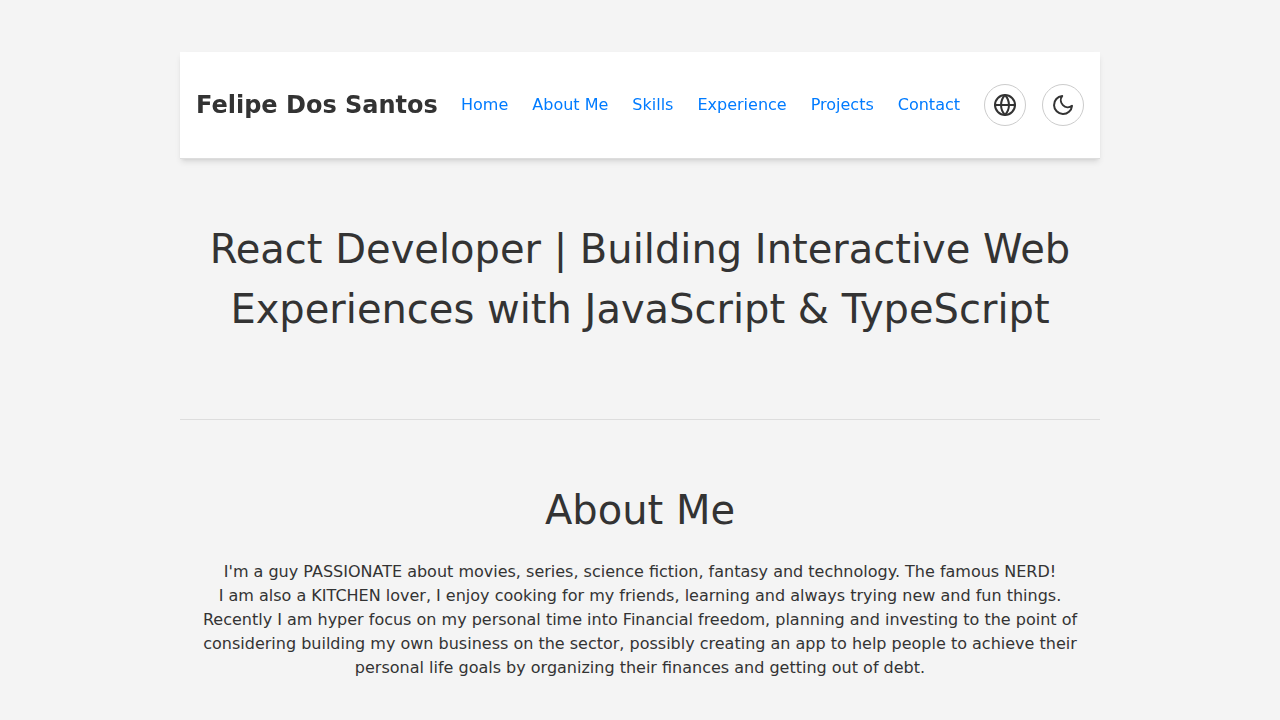 Felipe Dos Santos
Home
About Me
Skills
Experience
Projects
Contact
React Developer | Building Interactive Web
Experiences with JavaScript & TypeScript
About Me
I'm a guy PASSIONATE about movies, series, science fiction, fantasy and technology. The famous NERD!
I am also a KITCHEN lover, I enjoy cooking for my friends, learning and always trying new and fun things.
Recently I am hyper focus on my personal time into Financial freedom, planning and investing to the point of
considering building my own business on the sector, possibly creating an app to help people to achieve their
personal life goals by organizing their finances and getting out of debt.